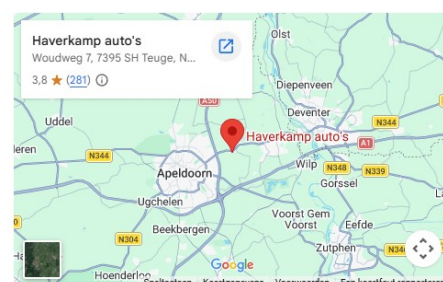 Haverkamp auto's
Woudweg 7, 7395 SH Teuge, N...
3,8 ★ (281)
Olst
Diepenveen
A50
Deventer
N344
Uddel
Haverkamp auto's
A1
N344
Apeldoorn
Wilp
N348
N339
Gorssel
Ugchelen
Voorst Gem
Voorst
Eefde
Beekbergen
N304
Zutphen
Hoenderloo
Google